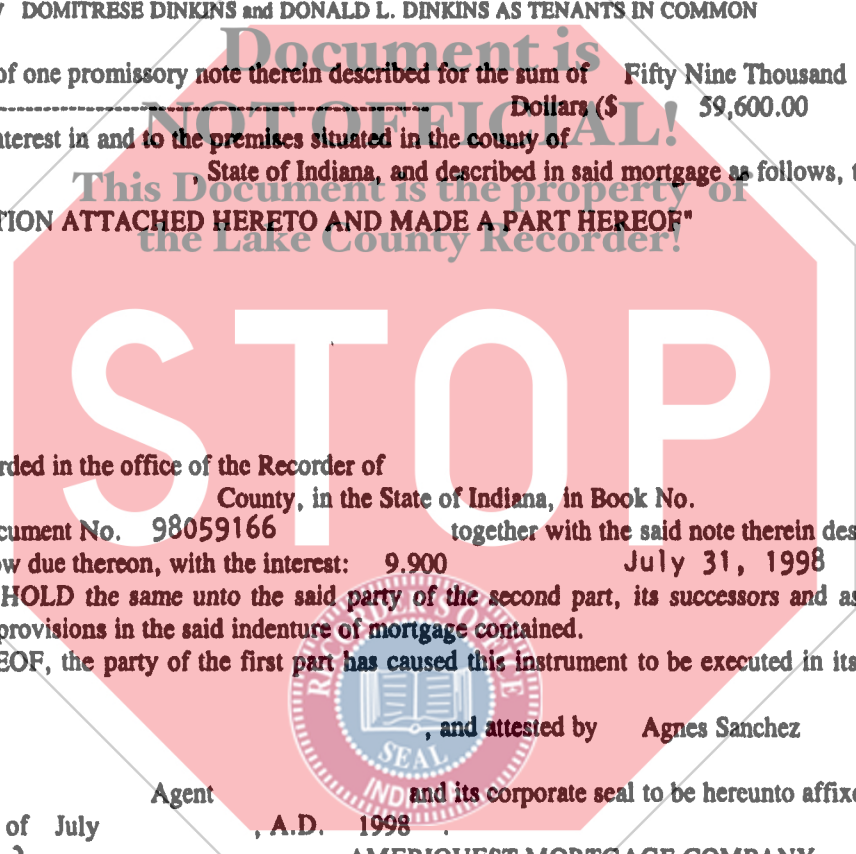 DOMITRESE DINKINS and DONALD L. DINKINS AS TENANTS IN COMMON
Document is
of one promissory note therein described for the sum of Fifty Nine Thousand
Dollars ($ 59,600.00
NOT OFFICIAL!
interest in and to the premises situated in the county of
, State of Indiana, and described in said mortgage as follows,
This Document is the property of
ATTACHED HERETO AND MADE A PART HEREOF"
the Lake County Recorder!
STOP
in the office of the Recorder of
County, in the State of Indiana, in Book No.
Document No. 98059166 together with the said note therein
due thereon, with the interest: 9.900 July 31, 1998
HOLD the same unto the said party of the second part, its successors and
provisions in the said indenture of mortgage contained.
the party of the first part has caused this instrument to be executed in its
RECORDER'S OFFICE
, and attested by Agnes Sanchez
SEAL
INDIANA
Agent and its corporate seal to be hereunto
of July , A.D. 1998 .
AMERIQUEST MORTGAGE COMPANY